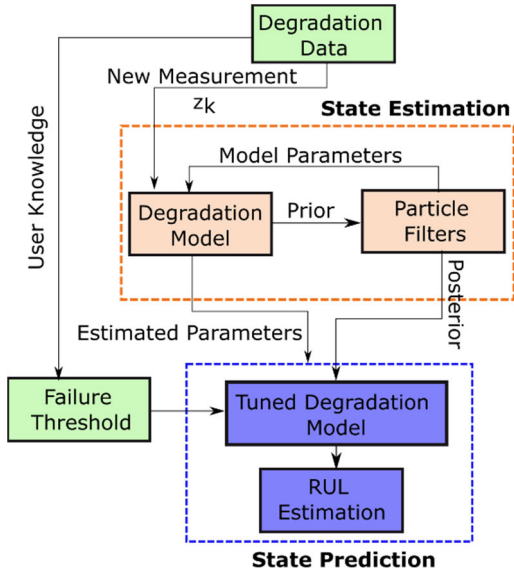 Degradation
Data
New Measurement
zk
State Estimation
User Knowledge
Model Parameters
Degradation
Model
Prior
Particle
Filters
Posterior
Estimated Parameters
Failure
Threshold
Tuned Degradation
Model
RUL
Estimation
State Prediction